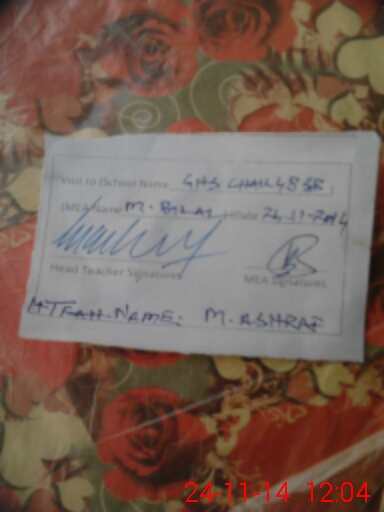 Visit to (School Name GHS CHAK 48 SB)
(MEA Name M. BILAL) (Date 24-11-2014
Head Teacher Signatures MEA Signatures
NAME: M. ASHRAF
24-11-14 12:04